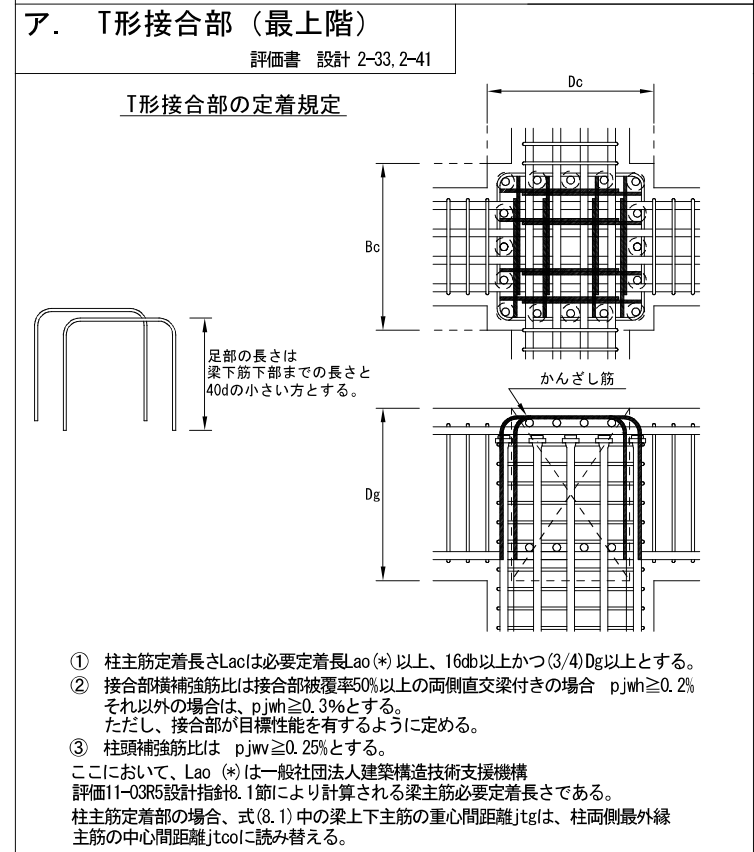 ア. T形接合部（最上階）
評価書 設計 2-33,2-41
T形接合部の定着規定
Dc
Bc
足部の長さは
梁下筋下部までの長さと
40dの小さい方とする。
かんざし筋
Dg
① 柱主筋定着長さLacは必要定着長Lao(*)以上、16db以上かつ(3/4)Dg以上とする。
② 接合部横補強筋比は接合部被覆率50%以上の両側直交梁付きの場合 pjwh≧0.2%
それ以外の場合は、pjwh≧0.3%とする。
ただし、接合部が目標性能を有するように定める。
③ 柱頭補強筋比は pjwv≧0.25%とする。
ここにおいて、Lao (*)は一般社団法人建築構造技術支援機構
評価11-03R5設計指針8.1節により計算される梁主筋必要定着長さである。
柱主筋定着部の場合、式(8.1)中の梁上下主筋の重心間距離jtgは、柱両側最外縁
主筋の中心間距離jtcoに読み替える。